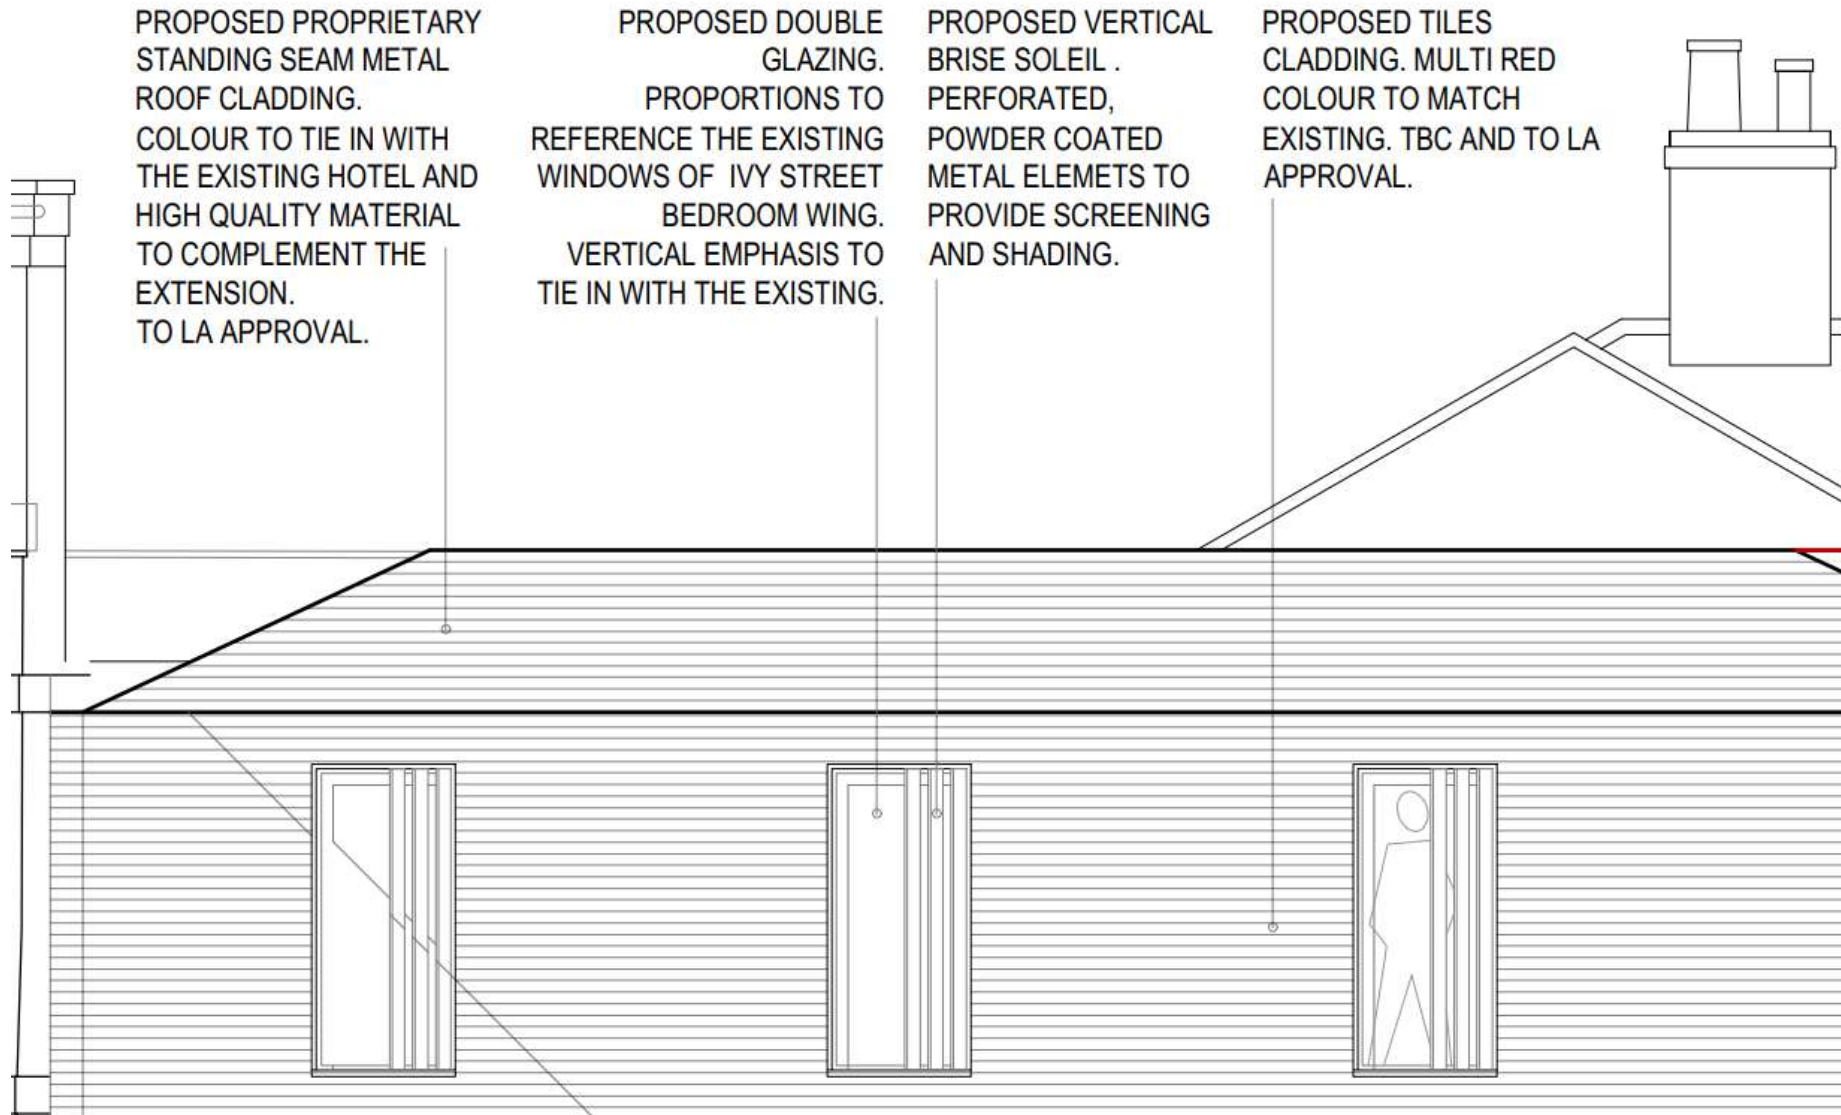 PROPOSED PROPRIETARY
STANDING SEAM METAL
ROOF CLADDING.
COLOUR TO TIE IN WITH
THE EXISTING HOTEL AND
HIGH QUALITY MATERIAL
TO COMPLEMENT THE
EXTENSION.
TO LA APPROVAL.
PROPOSED DOUBLE
GLAZING.
PROPORTIONS TO
REFERENCE THE EXISTING
WINDOWS OF IVY STREET
BEDROOM WING.
VERTICAL EMPHASIS TO
TIE IN WITH THE EXISTING.
PROPOSED VERTICAL
BRISE SOLEIL .
PERFORATED,
POWDER COATED
METAL ELEMETS TO
PROVIDE SCREENING
AND SHADING.
PROPOSED TILES
CLADDING. MULTI RED
COLOUR TO MATCH
EXISTING. TBC AND TO LA
APPROVAL.